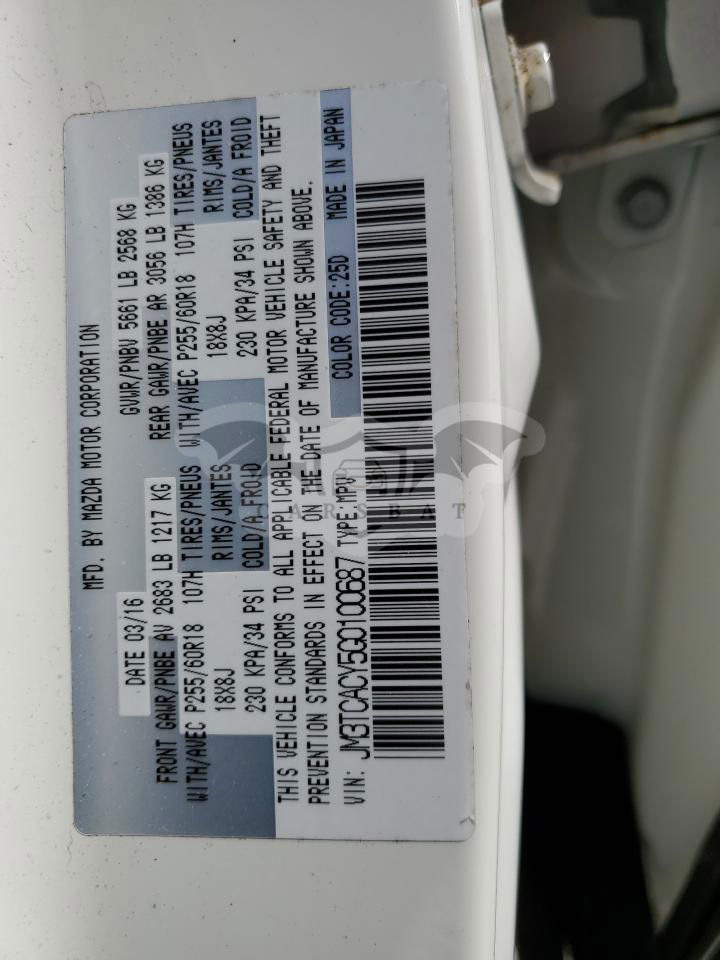 MFD. BY MAZDA MOTOR CORPORATION
DATE 03/16 GVWR/PNBV 5661 LB 2568 KG
FRONT GAWR/PNBE AV 2683 LB 1217 KG REAR GAWR/PNBE AR 3056 LB 1386 KG
WITH/AVEC P255/60R18 107H TIRES/PNEUS WITH/AVEC P255/60R18 107H TIRES/PNEUS
18X8J RIMS/JANTES 18X8J RIMS/JANTES
230 KPA/34 PSI COLD/A FROID 230 KPA/34 PSI COLD/A FROID
THIS VEHICLE CONFORMS TO ALL APPLICABLE FEDERAL MOTOR VEHICLE SAFETY AND THEFT
PREVENTION STANDARDS IN EFFECT ON THE DATE OF MANUFACTURE SHOWN ABOVE.
COLOR CODE:25D MADE IN JAPAN
VIN: JM3TCACY5G0100687 TYPE:MPV
CARSBAT